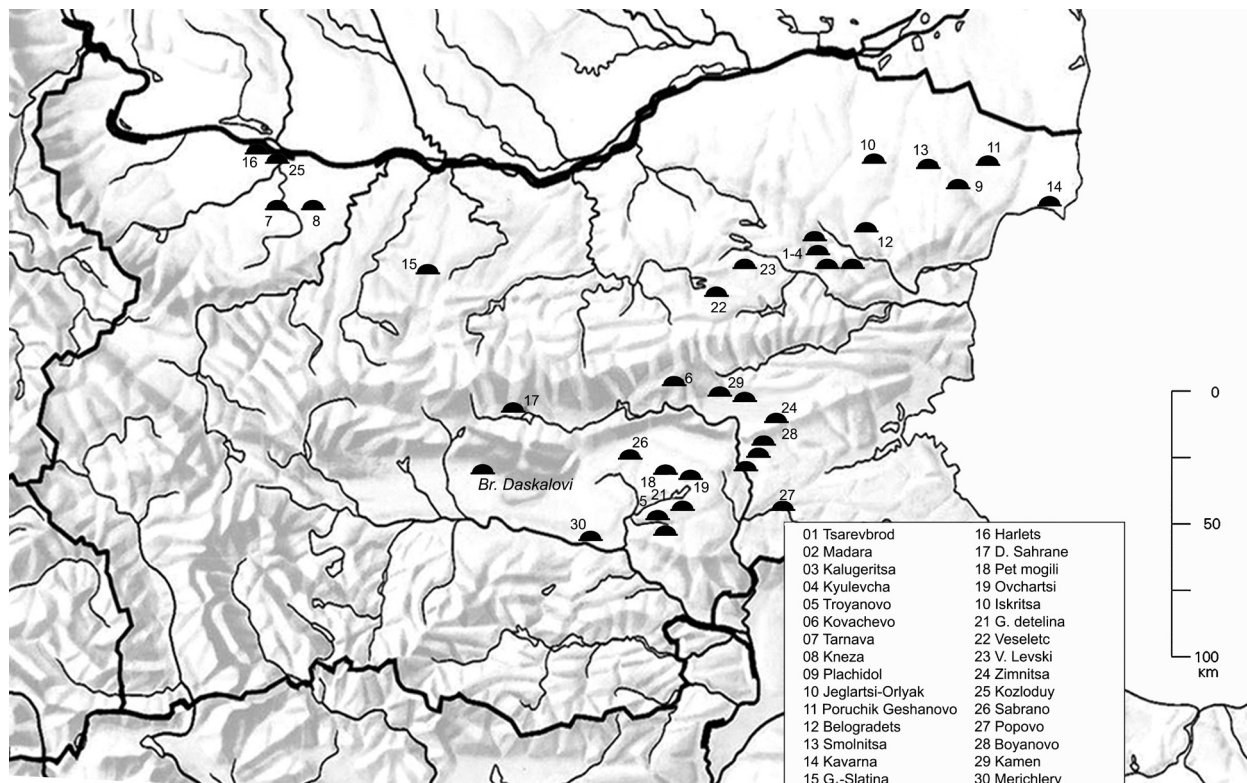 10
13
11
16
25
9
14
7
8
12
1-4
15
23
22
6
29
0
17
24
28
26
Br. Daskalovi
18
19
21
5
27
30
50
01 Tsarevbrod
02 Madara
03 Kalugeritsa
04 Kyulevcha
05 Troyanovo
06 Kovachevo
07 Tarnava
08 Kneza
09 Plachidol
10 Jeglartsi-Orlyak
11 Poruchik Geshanovo
12 Belogradets
13 Smolnitsa
14 Kavarna
15 G.-Slatina
16 Harlets
17 D. Sahrane
18 Pet mogili
19 Ovchartsi
10 Iskritsa
21 G. detelina
22 Veseletc
23 V. Levski
24 Zimnitsa
25 Kozloduy
26 Sabrano
27 Popovo
28 Boyanovo
29 Kamen
30 Merichlery
100
км